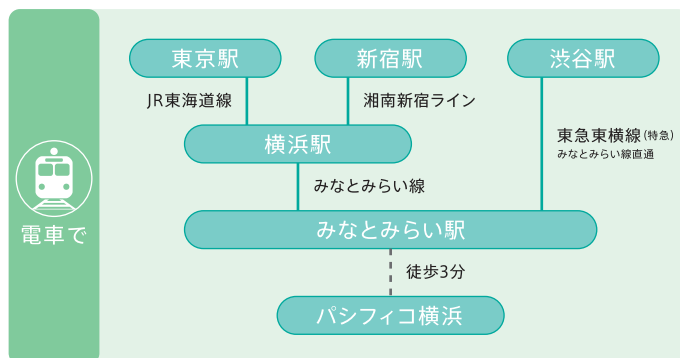 電車で
東京駅
新宿駅
渋谷駅
JR東海道線
湘南新宿ライン
横浜駅
東急東横線(特急)
みなとみらい線直通
みなとみらい線
みなとみらい駅
徒歩3分
パシフィコ横浜